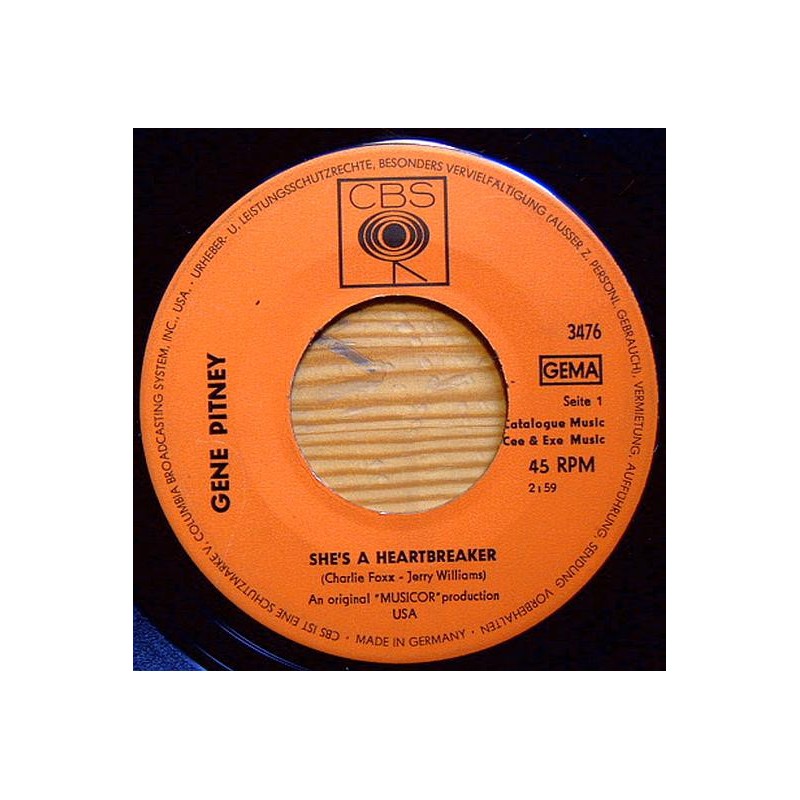 CBS
3476
GEMA
Seite 1
Catalogue Music
Cee & Exe Music
45 RPM
2:59
GENE PITNEY
SHE'S A HEARTBREAKER
(Charlie Foxx - Jerry Williams)
An original "MUSICOR" production
USA
CBS IST EINE SCHUTZMARKE V. COLUMBIA BROADCASTING SYSTEM, INC., USA. · URHEBER- U. LEISTUNGSSCHUTZRECHTE, BESONDERS VERVIELFÄLTIGUNG (AUSSER Z. PERSÖNL. GEBRAUCH), VERMIETUNG, AUFFÜHRUNG, SENDUNG VORBEHALTEN · MADE IN GERMANY ·